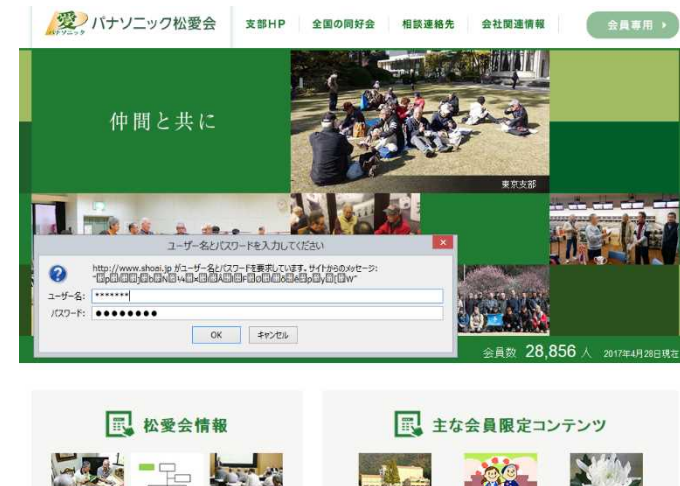 愛 パナソニック松愛会
パナソニック
支部HP 全国の同好会 相談連絡先 会社関連情報 会員専用
仲間と共に
東京支部
ユーザー名とパスワードを入力してください
http://www.shoai.jp がユーザー名とパスワードを要求しています。サイトからのメッセージ:
ユーザー名: *******
パスワード: ●●●●●●●●
OK キャンセル
会員数 28,856 人 2017年4月28日現在
松愛会情報
主な会員限定コンテンツ